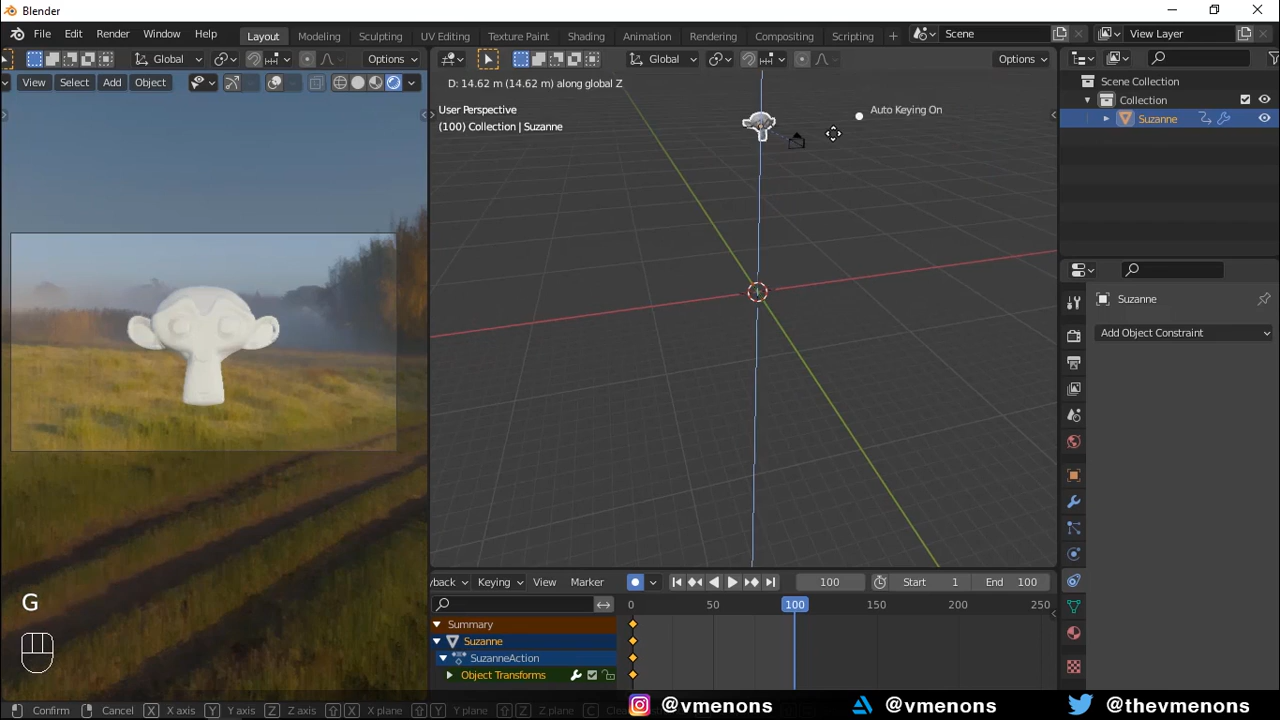 Blender
File Edit Render Window Help Layout Modeling Sculpting UV Editing Texture Paint Shading Animation Rendering Compositing Scripting + Scene View Layer
Global Options Global Options
View Select Add Object
D: 14.62 m (14.62 m) along global Z
User Perspective
(100) Collection | Suzanne
Auto Keying On
Scene Collection
Collection
Suzanne
Suzanne
Add Object Constraint
G
yback Keying View Marker 100 Start 1 End 100
0 50 100 150 200 250
Summary
Suzanne
SuzanneAction
Object Transforms
Confirm Cancel X X axis Y Y axis Z Z axis X X plane Y Y plane Z Z plane C
@vmenons @vmenons @thevmenons